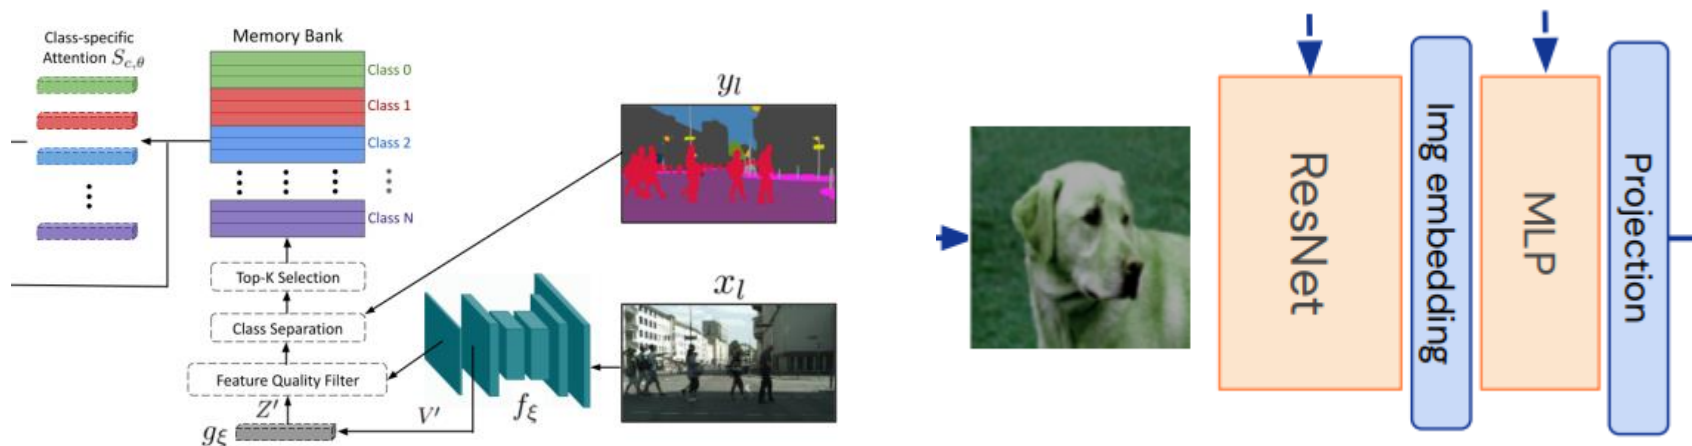 Class-specific
Attention S_{c,θ}
Memory Bank
Class 0
Class 1
Class 2
Class N
Top-K Selection
Class Separation
Feature Quality Filter
Z′
g_ξ
V′
f_ξ
y_l
x_l
ResNet
Img embedding
MLP
Projection